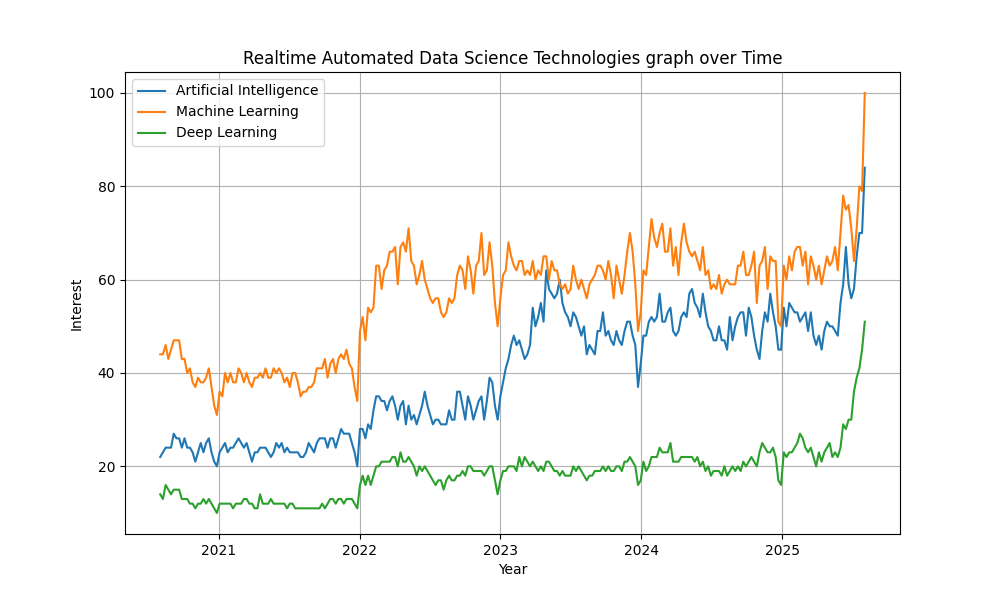 Realtime Automated Data Science Technologies graph over Time
Artificial Intelligence
Machine Learning
Deep Learning
100
80
60
40
20
Interest
2021 2022 2023 2024 2025
Year